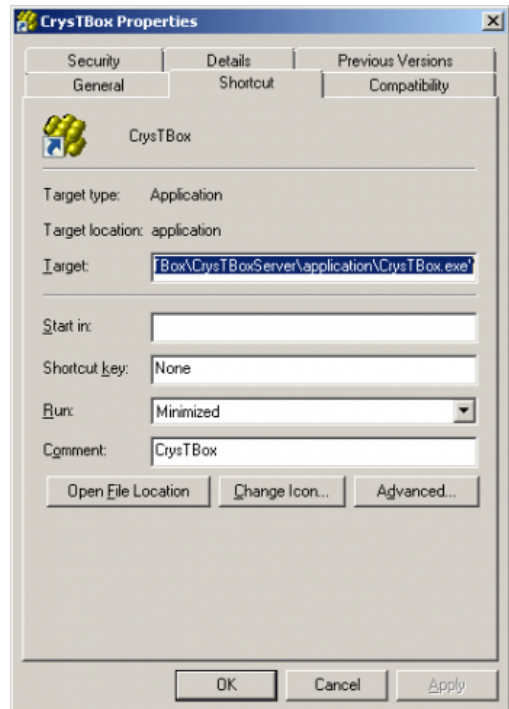 CrysTBox Properties
Security Details Previous Versions
General Shortcut Compatibility
CrysTBox
Target type: Application
Target location: application
Target: TBox\CrysTBoxServer\application\CrysTBox.exe"
Start in:
Shortcut key: None
Run: Minimized
Comment: CrysTBox
Open File Location Change Icon... Advanced...
OK Cancel Apply